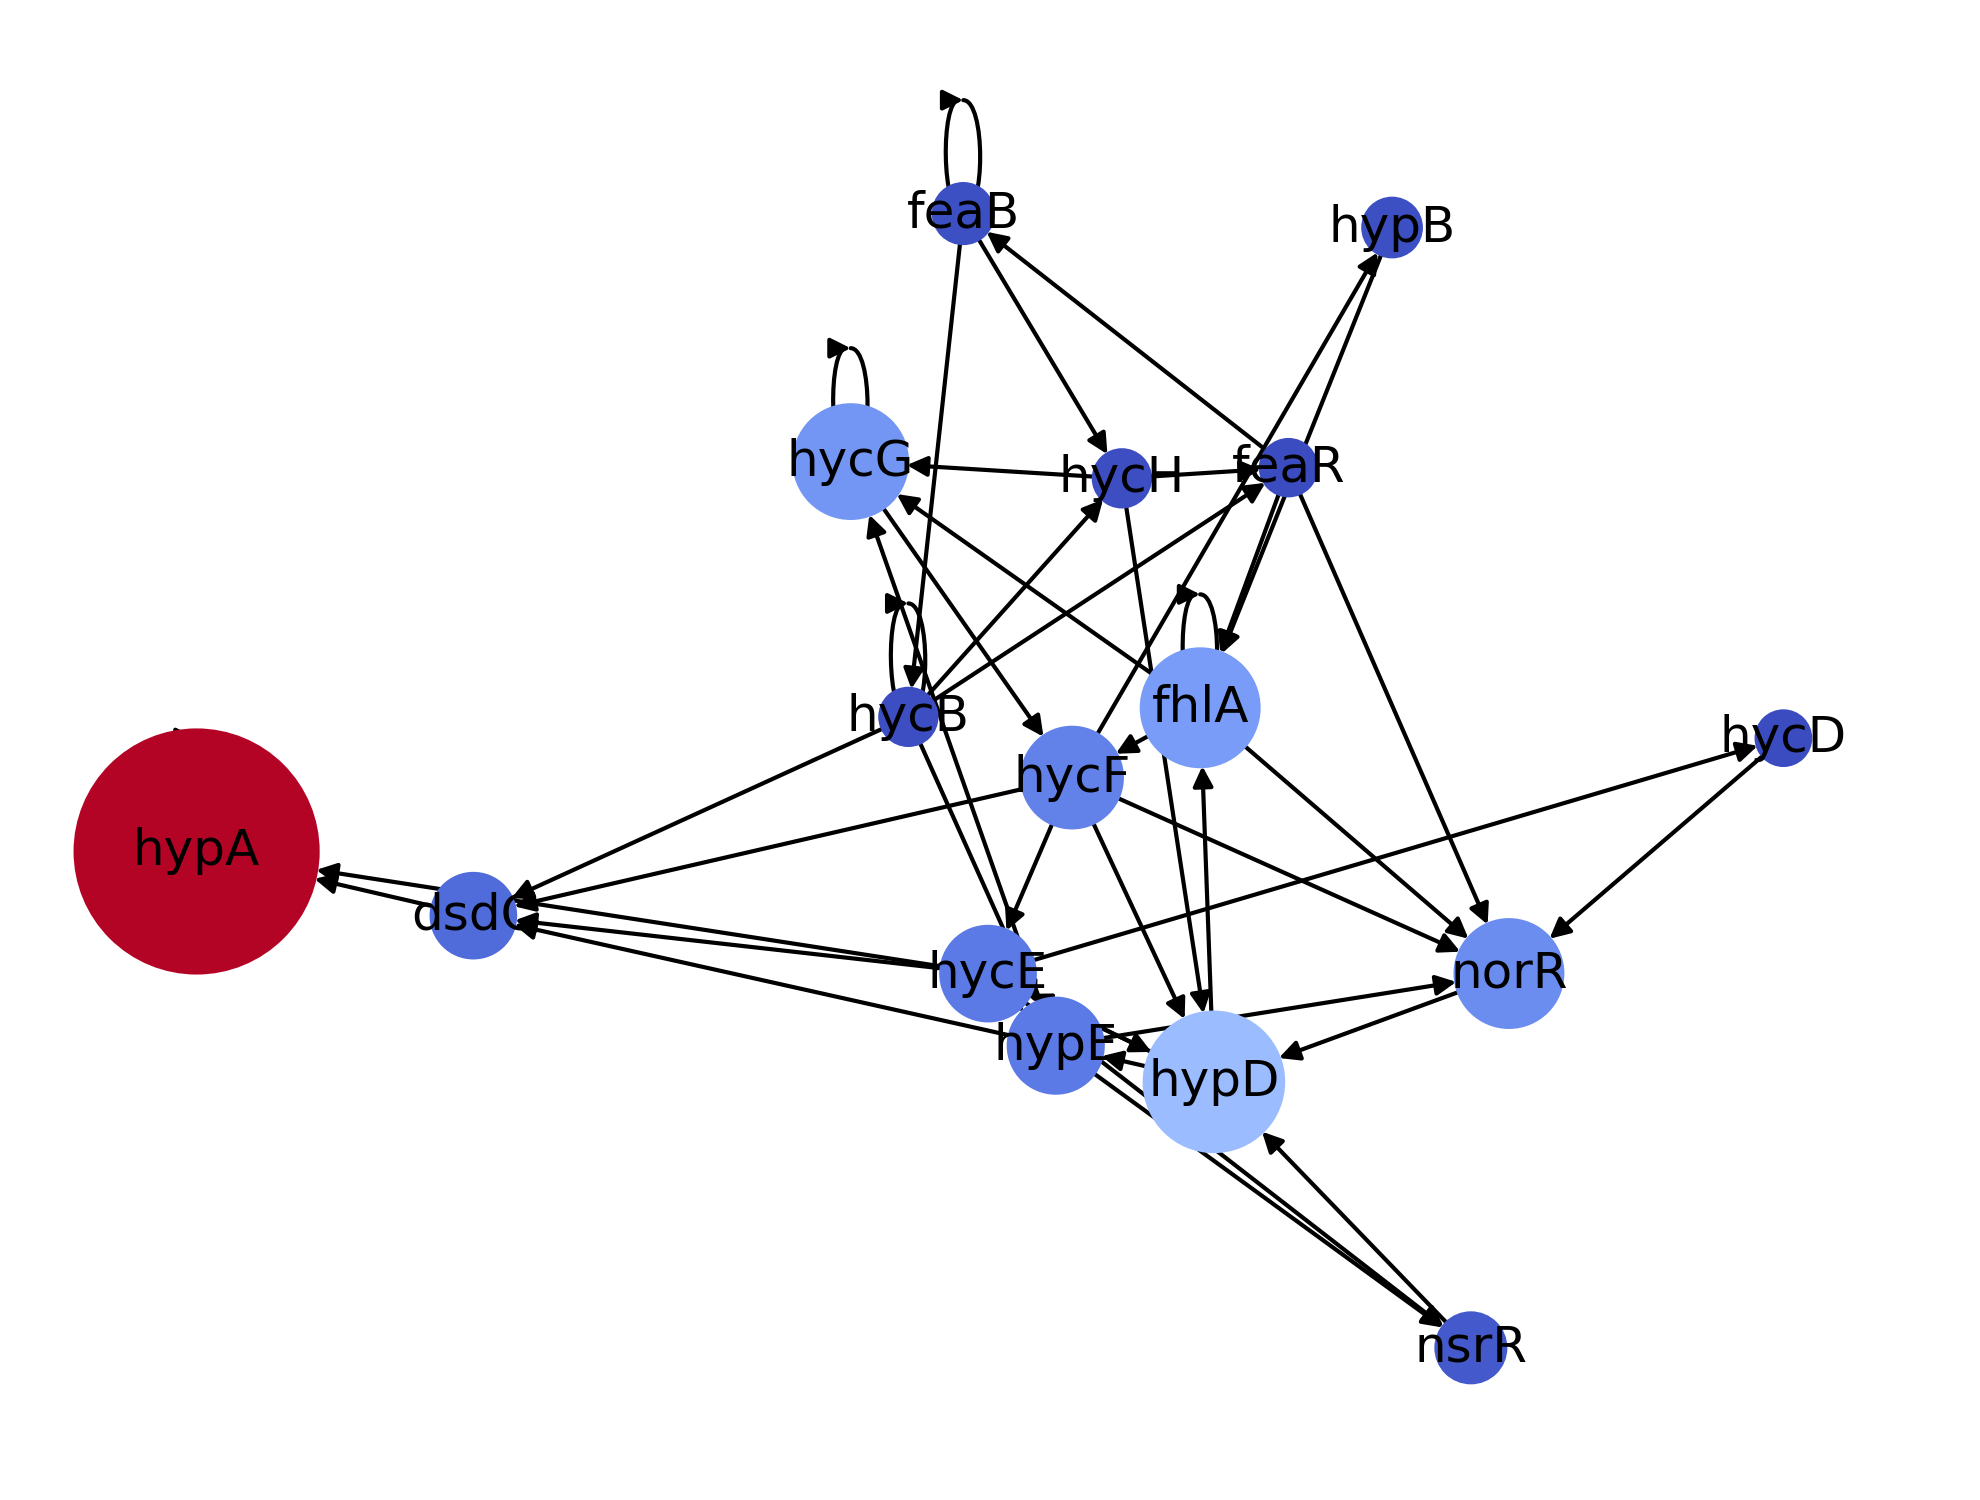 feaB
hypB
hycG
hycH
feaR
hycB
fhlA
hycD
hycF
hypA
dsdC
hycE
norR
hypE
hypD
nsrR